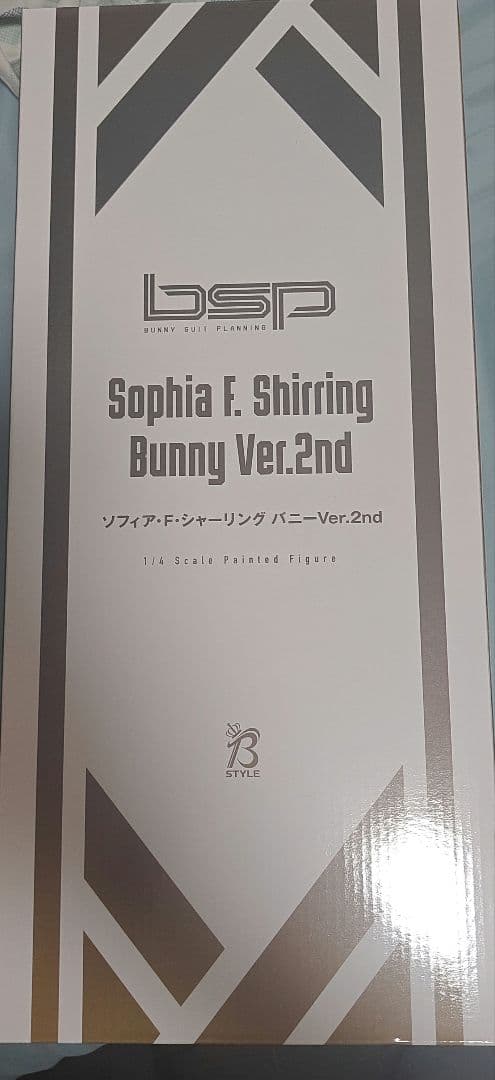 bsp
BUNNY SUIT PLANNING
Sophia F. Shirring
Bunny Ver.2nd
ソフィア・F・シャーリング バニーVer.2nd
1/4 Scale Painted Figure
B
STYLE